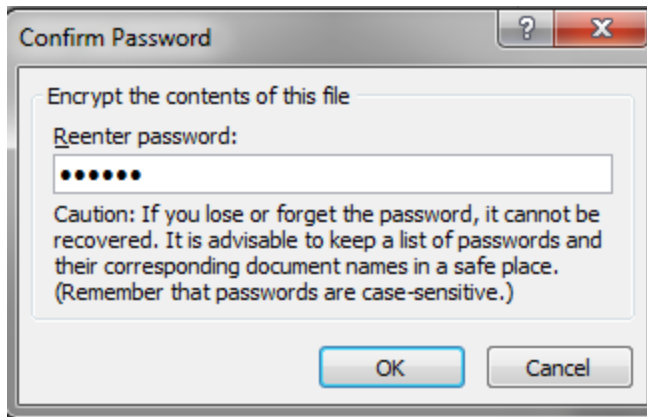 Confirm Password
?
X
Encrypt the contents of this file
Reenter password:
●●●●●●
Caution: If you lose or forget the password, it cannot be
recovered. It is advisable to keep a list of passwords and
their corresponding document names in a safe place.
(Remember that passwords are case-sensitive.)
OK Cancel